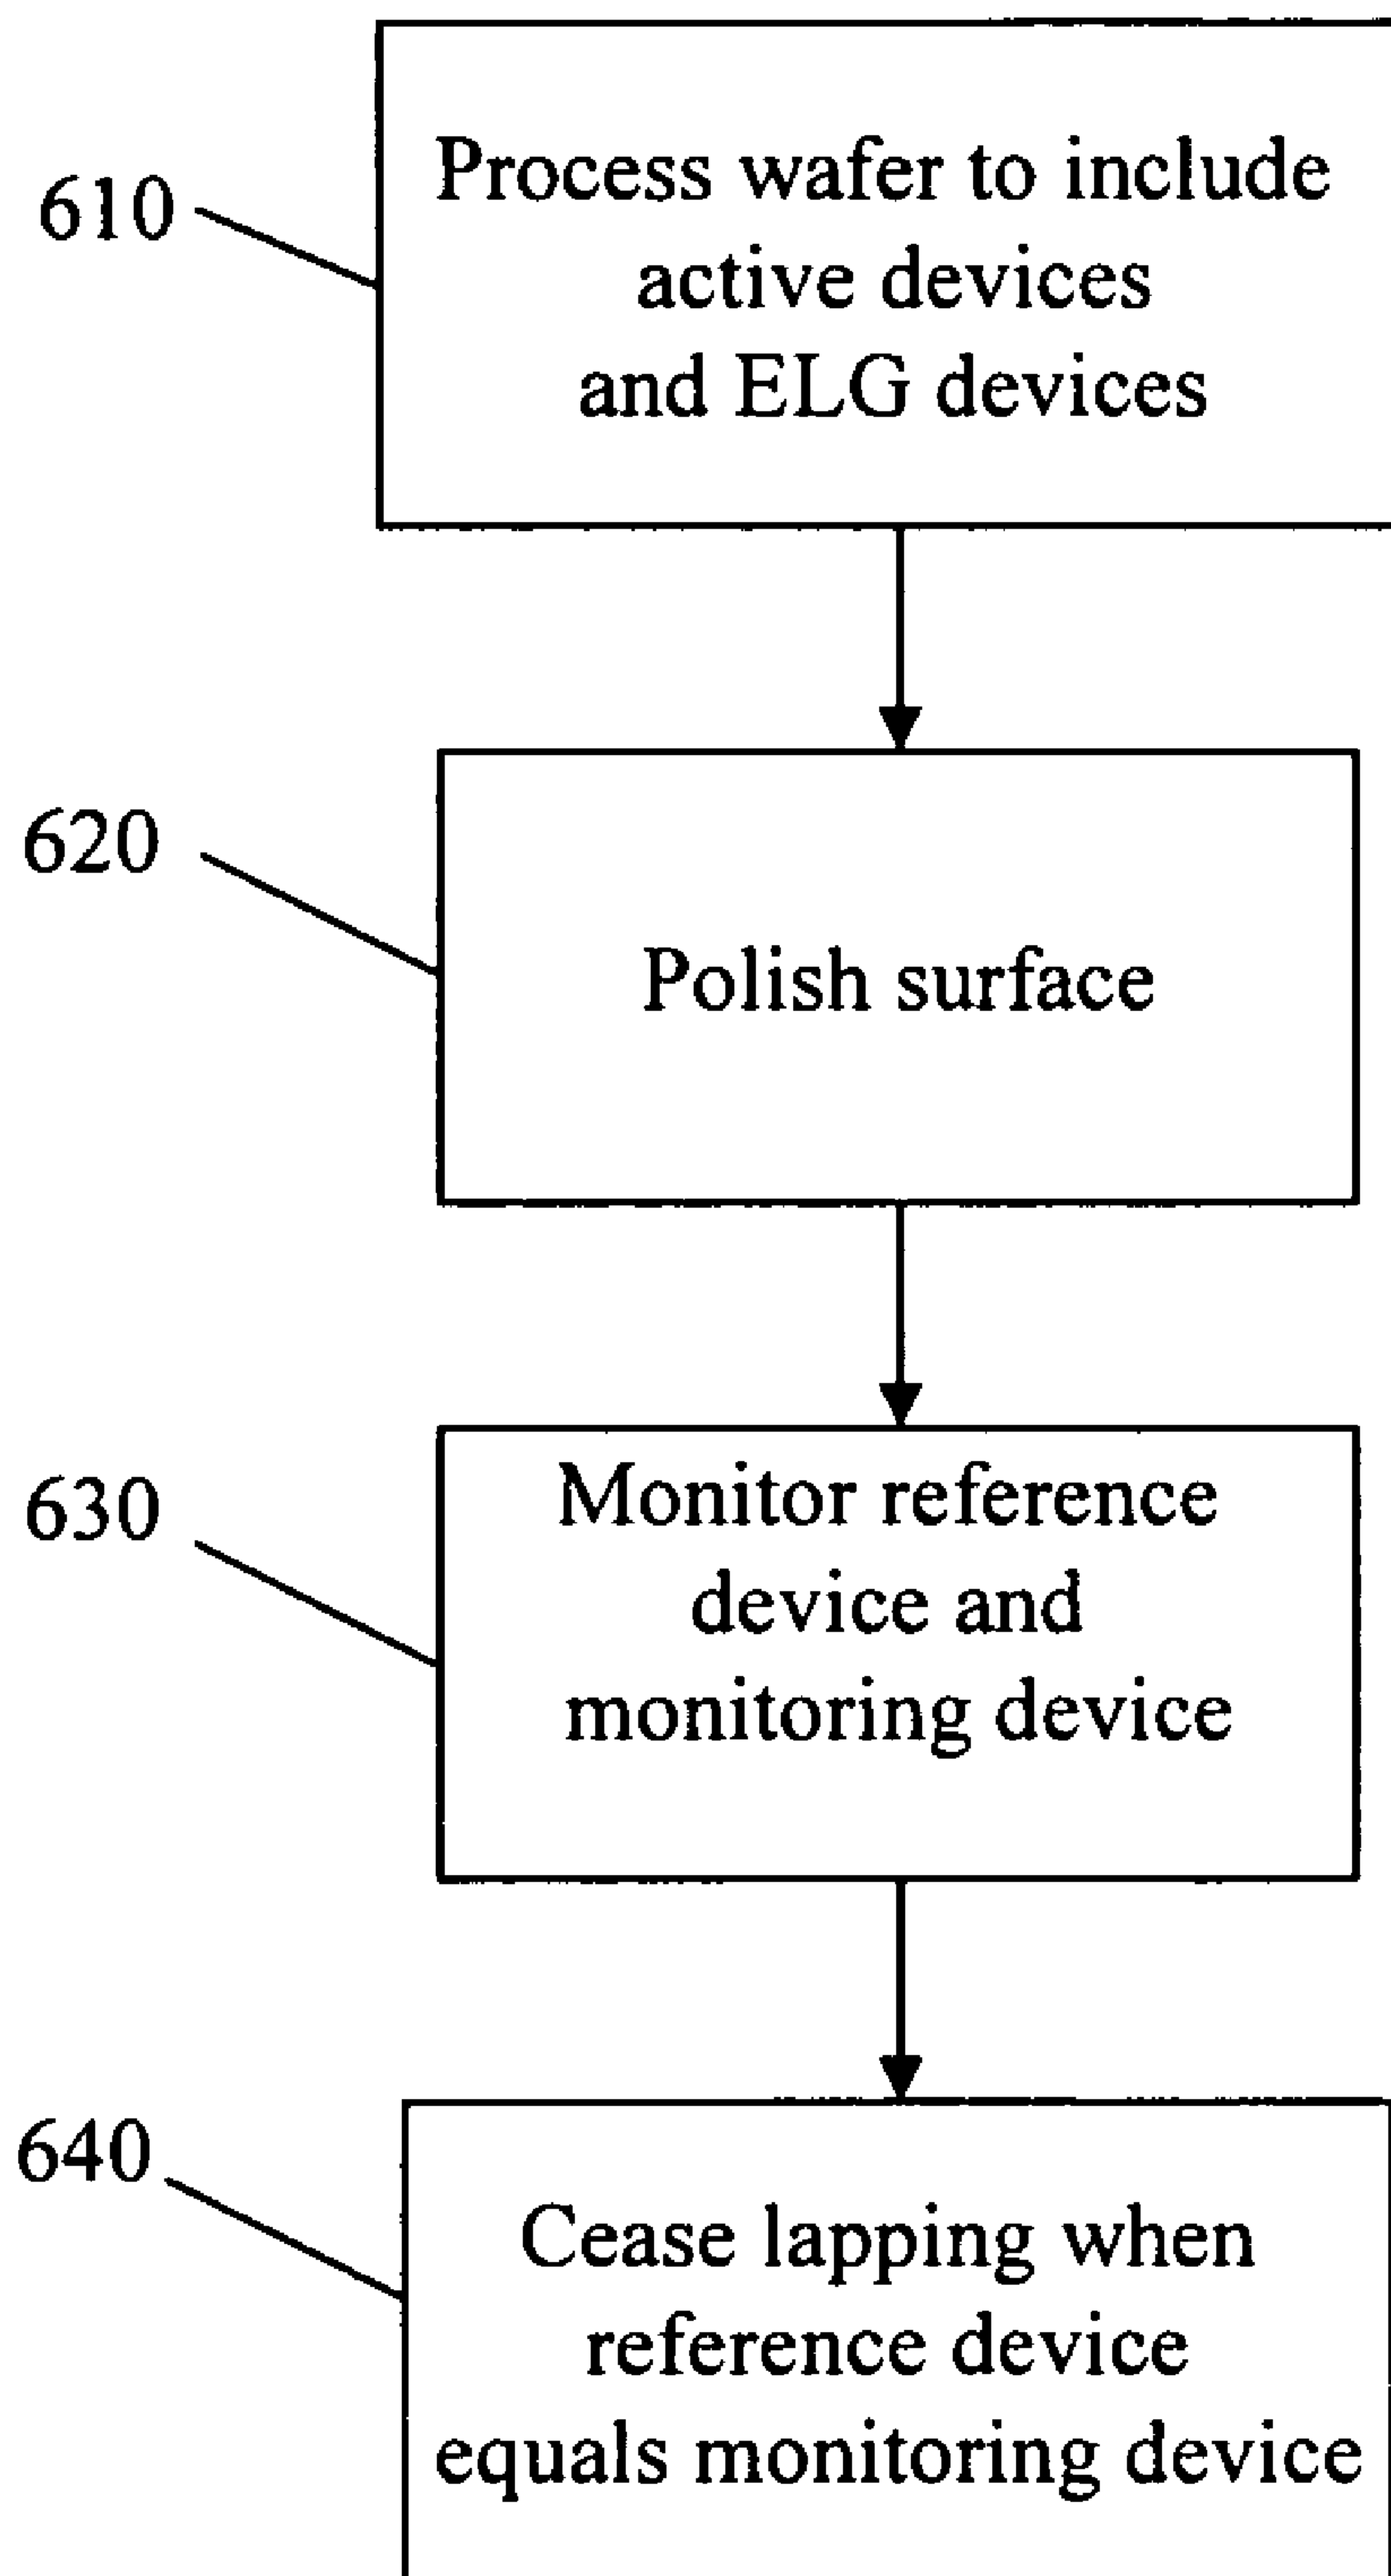 610
Process wafer to include
active devices
and ELG devices
620
Polish surface
630
Monitor reference
device and
monitoring device
640
Cease lapping when
reference device
equals monitoring device